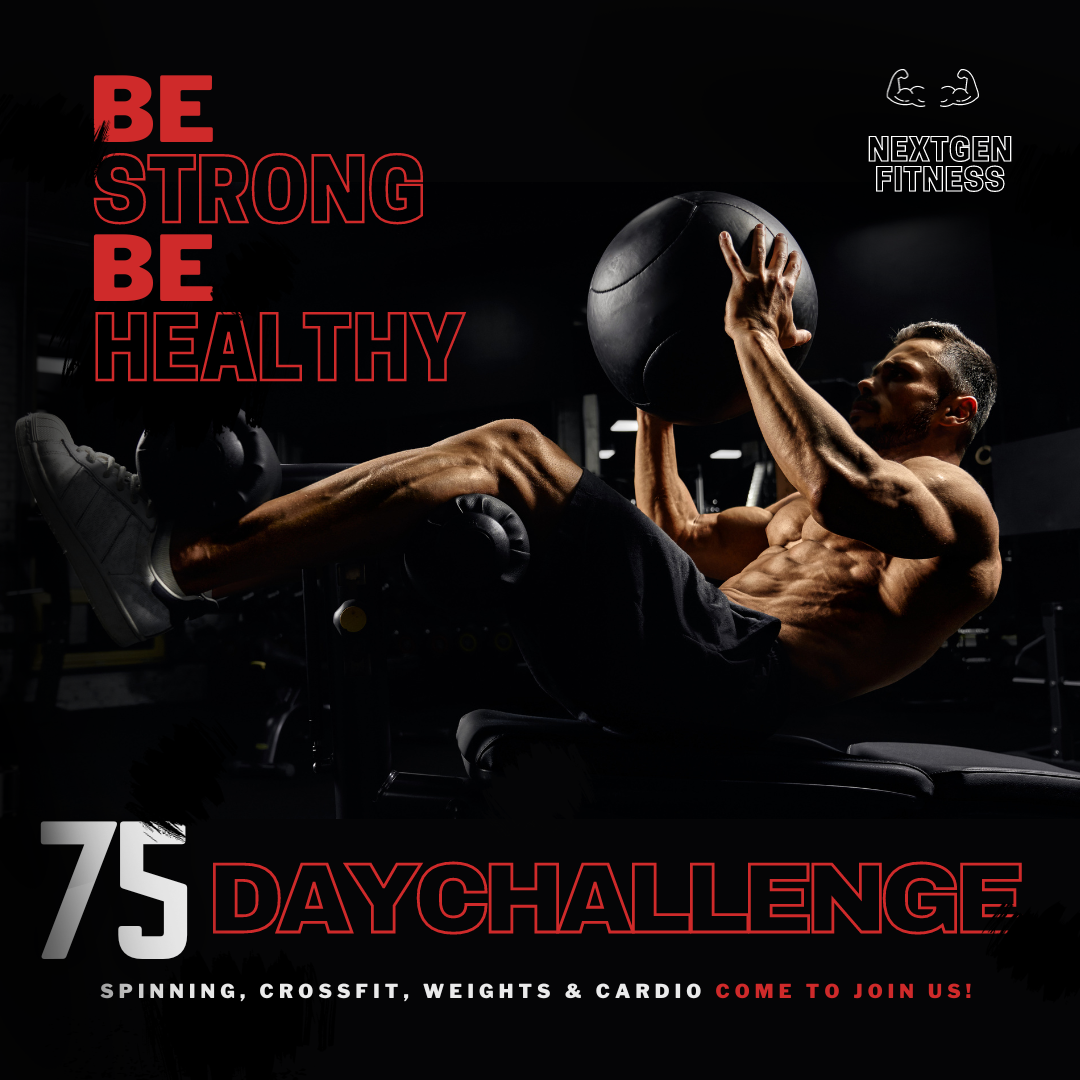 BE
STRONG
BE
HEALTHY
NEXTGEN
FITNESS
75 DAYCHALLENGE
SPINNING, CROSSFIT, WEIGHTS & CARDIO COME TO JOIN US!